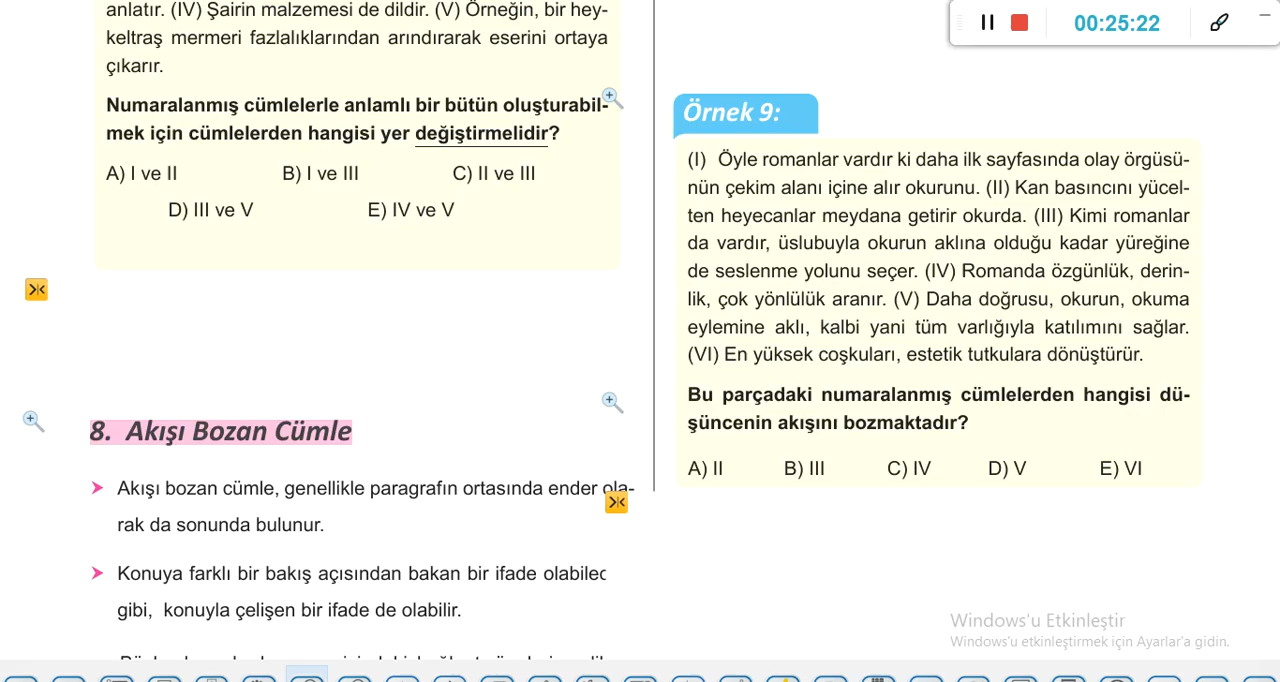 anlatır. (IV) Şairin malzemesi de dildir. (V) Örneğin, bir hey-
keltraş mermeri fazlalıklarından arındırarak eserini ortaya
çıkarır.
Numaralanmış cümlelerle anlamlı bir bütün oluşturabil-
mek için cümlelerden hangisi yer değiştirmelidir?
A) I ve II B) I ve III C) II ve III
D) III ve V E) IV ve V
8. Akışı Bozan Cümle
Akışı bozan cümle, genellikle paragrafın ortasında ender ola-
rak da sonunda bulunur.
Konuya farklı bir bakış açısından bakan bir ifade
gibi, konuyla çelişen bir ifade de olabilir.
00:25:22
Örnek 9:
(I) Öyle romanlar vardır ki daha ilk sayfasında olay örgüsü-
nün çekim alanı içine alır okurunu. (II) Kan basıncını yücel-
ten heyecanlar meydana getirir okurda. (III) Kimi romanlar
da vardır, üslubuyla okurun aklına olduğu kadar yüreğine
de seslenme yolunu seçer. (IV) Romanda özgünlük, derin-
lik, çok yönlülük aranır. (V) Daha doğrusu, okurun, okuma
eylemine aklı, kalbi yani tüm varlığıyla katılımını sağlar.
(VI) En yüksek coşkuları, estetik tutkulara dönüştürür.
Bu parçadaki numaralanmış cümlelerden hangisi dü-
şüncenin akışını bozmaktadır?
A) II B) III C) IV D) V E) VI
Windows'u Etkinleştir
Windows'u etkinleştirmek için Ayarlar'a gidin.